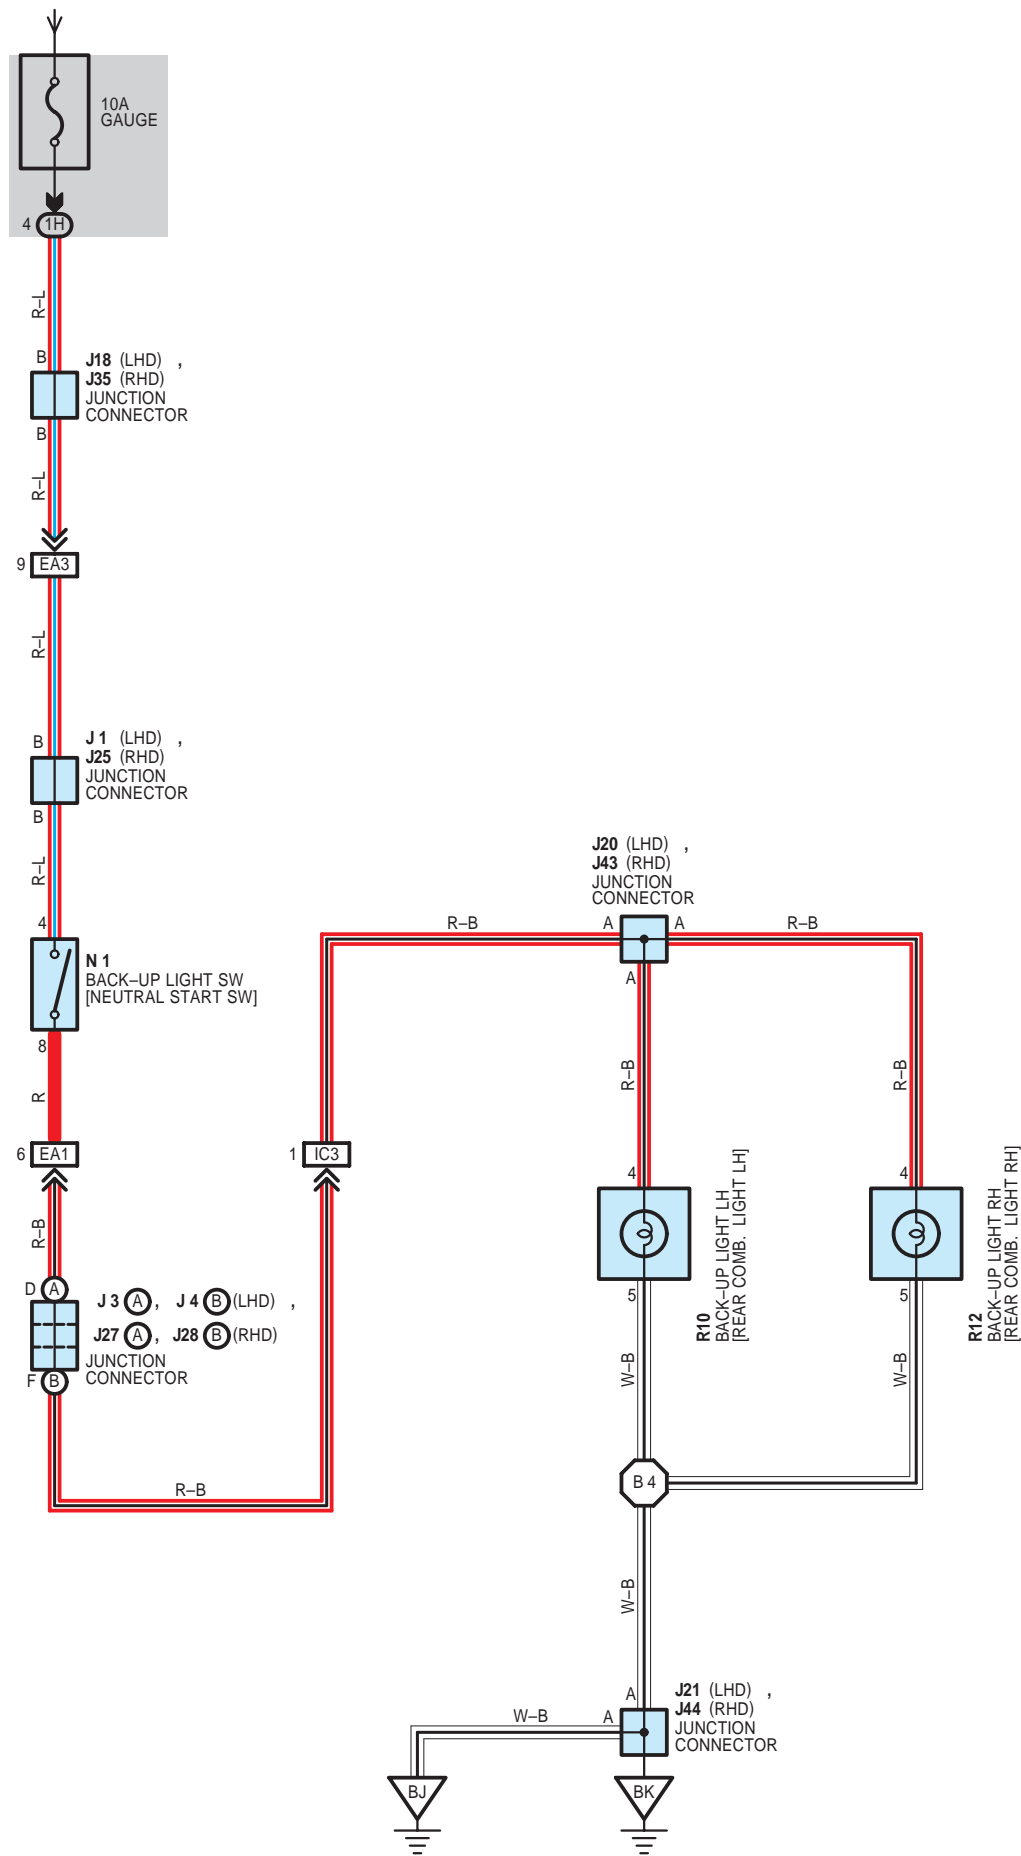 10A
GAUGE
4 1H
R–L
B
J18 (LHD) ,
J35 (RHD)
JUNCTION
CONNECTOR
B
R–L
9 EA3
R–L
B
J 1 (LHD) ,
J25 (RHD)
JUNCTION
CONNECTOR
B
R–L
4
N 1
BACK–UP LIGHT SW
[NEUTRAL START SW]
8
R
6 EA1
R–B
D A
J 3 A , J 4 B (LHD) ,
J27 A , J28 B (RHD)
JUNCTION
CONNECTOR
F B
R–B
1 IC3
R–B
J20 (LHD) ,
J43 (RHD)
JUNCTION
CONNECTOR
A A
R–B
A
R–B
R–B
4
R10
BACK–UP LIGHT LH
[REAR COMB. LIGHT LH]
5
4
R12
BACK–UP LIGHT RH
[REAR COMB. LIGHT RH]
5
W–B
W–B
B 4
W–B
A
J21 (LHD) ,
J44 (RHD)
JUNCTION
CONNECTOR
A
W–B
BJ
BK